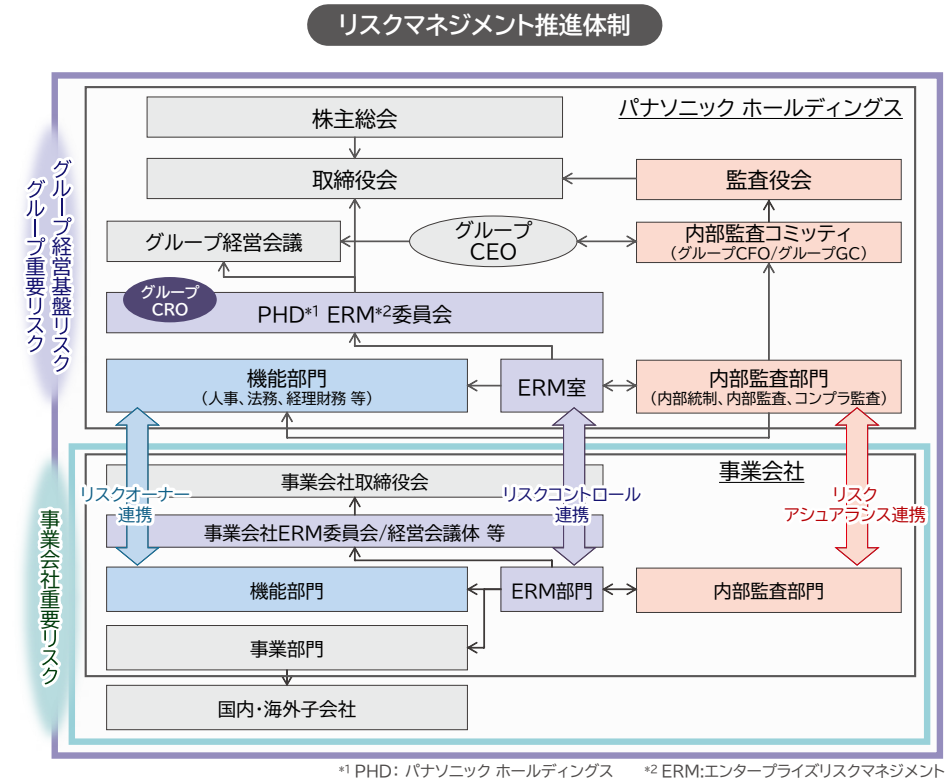 リスクマネジメント推進体制
パナソニック ホールディングス
株主総会
取締役会
監査役会
グループ経営会議
グループ
CEO
内部監査コミッティ
(グループCFO/グループGC)
グループ
CRO
PHD*1 ERM*2委員会
機能部門
(人事、法務、経理財務 等)
ERM室
内部監査部門
(内部統制、内部監査、コンプラ監査)
グループ経営基盤リスク
グループ重要リスク
事業会社
事業会社取締役会
リスクオーナー
連携
リスクコントロール
連携
リスク
アシュアランス連携
事業会社ERM委員会/経営会議体 等
機能部門
ERM部門
内部監査部門
事業部門
国内・海外子会社
事業会社重要リスク
*1 PHD: パナソニック ホールディングス *2 ERM:エンタープライズリスクマネジメント